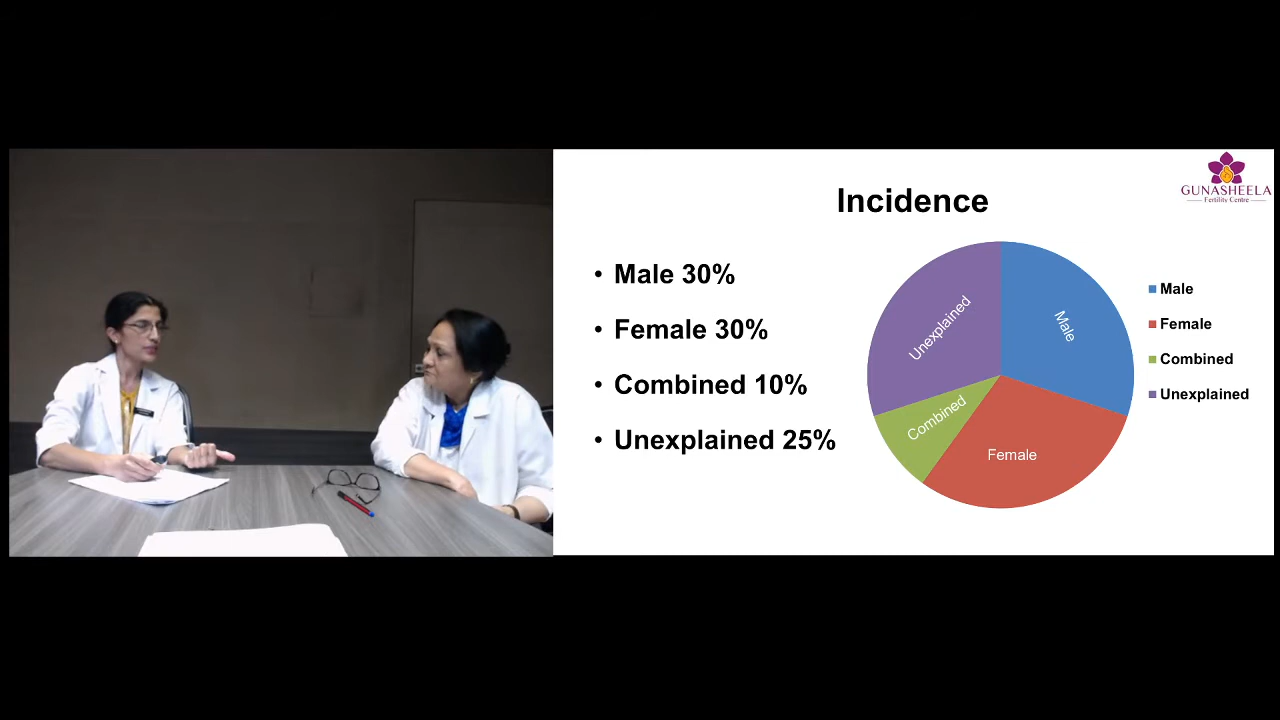 GUNASHEELA
Fertility Centre
Incidence
• Male 30%
• Female 30%
• Combined 10%
• Unexplained 25%
Unexplained
Male
Combined
Female
Male
Female
Combined
Unexplained